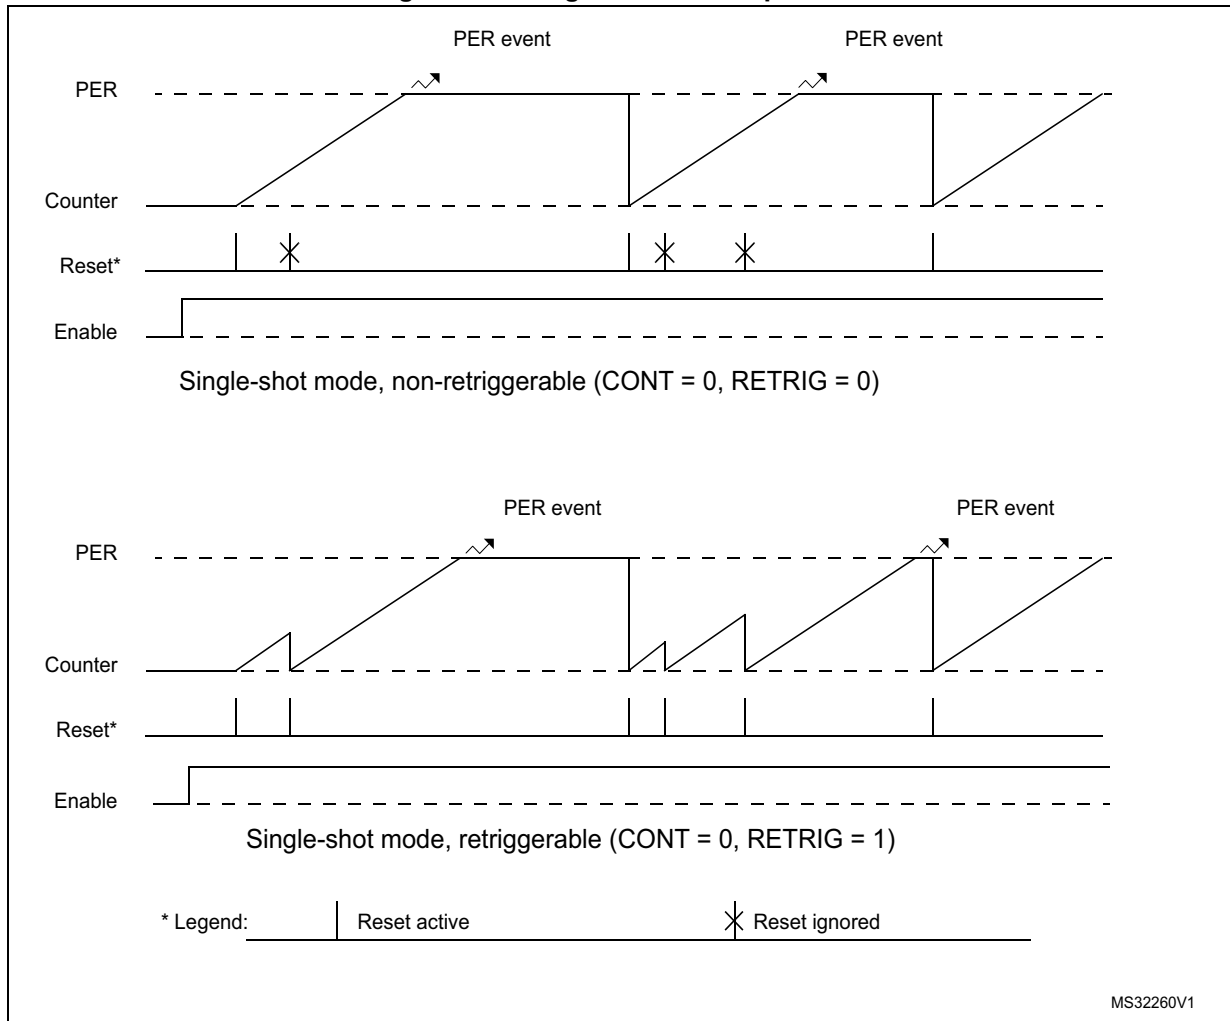 PER event PER event
PER
Counter
Reset*
Enable
Single-shot mode, non-retriggerable (CONT = 0, RETRIG = 0)
PER event PER event
PER
Counter
Reset*
Enable
Single-shot mode, retriggerable (CONT = 0, RETRIG = 1)
* Legend: Reset active Reset ignored
MS32260V1